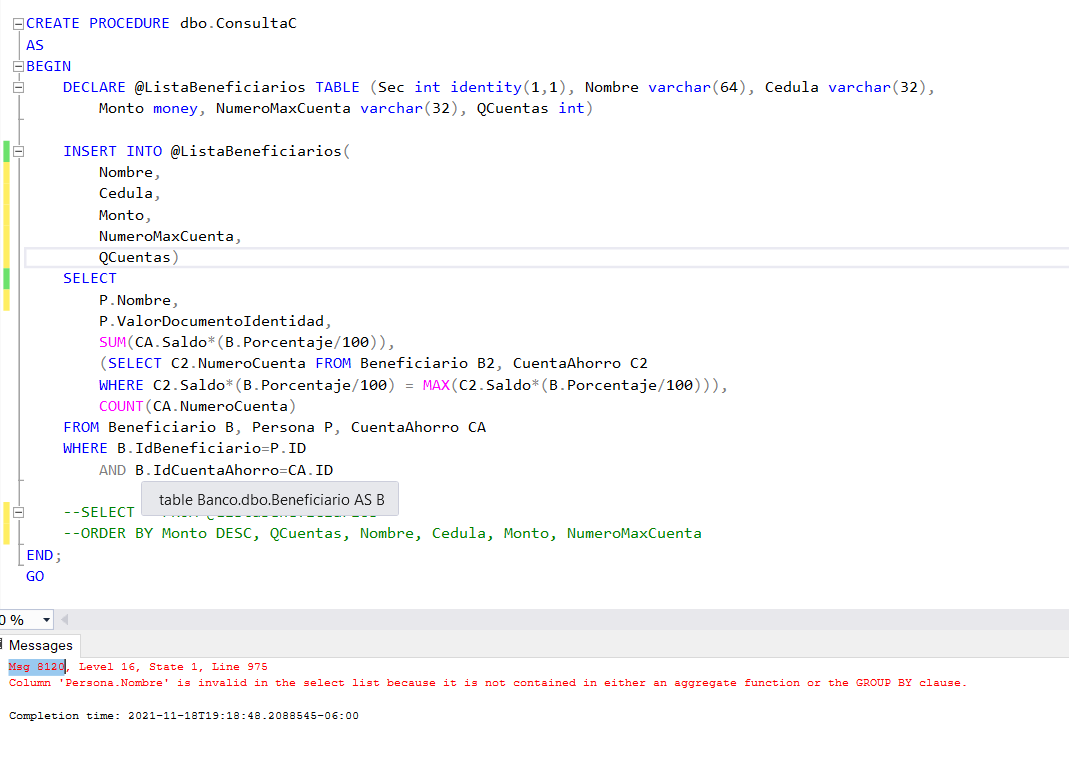 CREATE PROCEDURE dbo.ConsultaC
AS
BEGIN
DECLARE @ListaBeneficiarios TABLE (Sec int identity(1,1), Nombre varchar(64), Cedula varchar(32),
Monto money, NumeroMaxCuenta varchar(32), QCuentas int)
INSERT INTO @ListaBeneficiarios(
Nombre,
Cedula,
Monto,
NumeroMaxCuenta,
QCuentas)
SELECT
P.Nombre,
P.ValorDocumentoIdentidad,
SUM(CA.Saldo*(B.Porcentaje/100)),
(SELECT C2.NumeroCuenta FROM Beneficiario B2, CuentaAhorro C2
WHERE C2.Saldo*(B.Porcentaje/100) = MAX(C2.Saldo*(B.Porcentaje/100))),
COUNT(CA.NumeroCuenta)
FROM Beneficiario B, Persona P, CuentaAhorro CA
WHERE B.IdBeneficiario=P.ID
AND B.IdCuentaAhorro=CA.ID
table Banco.dbo.Beneficiario AS B
--SELECT
--ORDER BY Monto DESC, QCuentas, Nombre, Cedula, Monto, NumeroMaxCuenta
END;
GO
0 %
Messages
Msg 8120, Level 16, State 1, Line 975
Column 'Persona.Nombre' is invalid in the select list because it is not contained in either an aggregate function or the GROUP BY clause.
Completion time: 2021-11-18T19:18:48.2088545-06:00